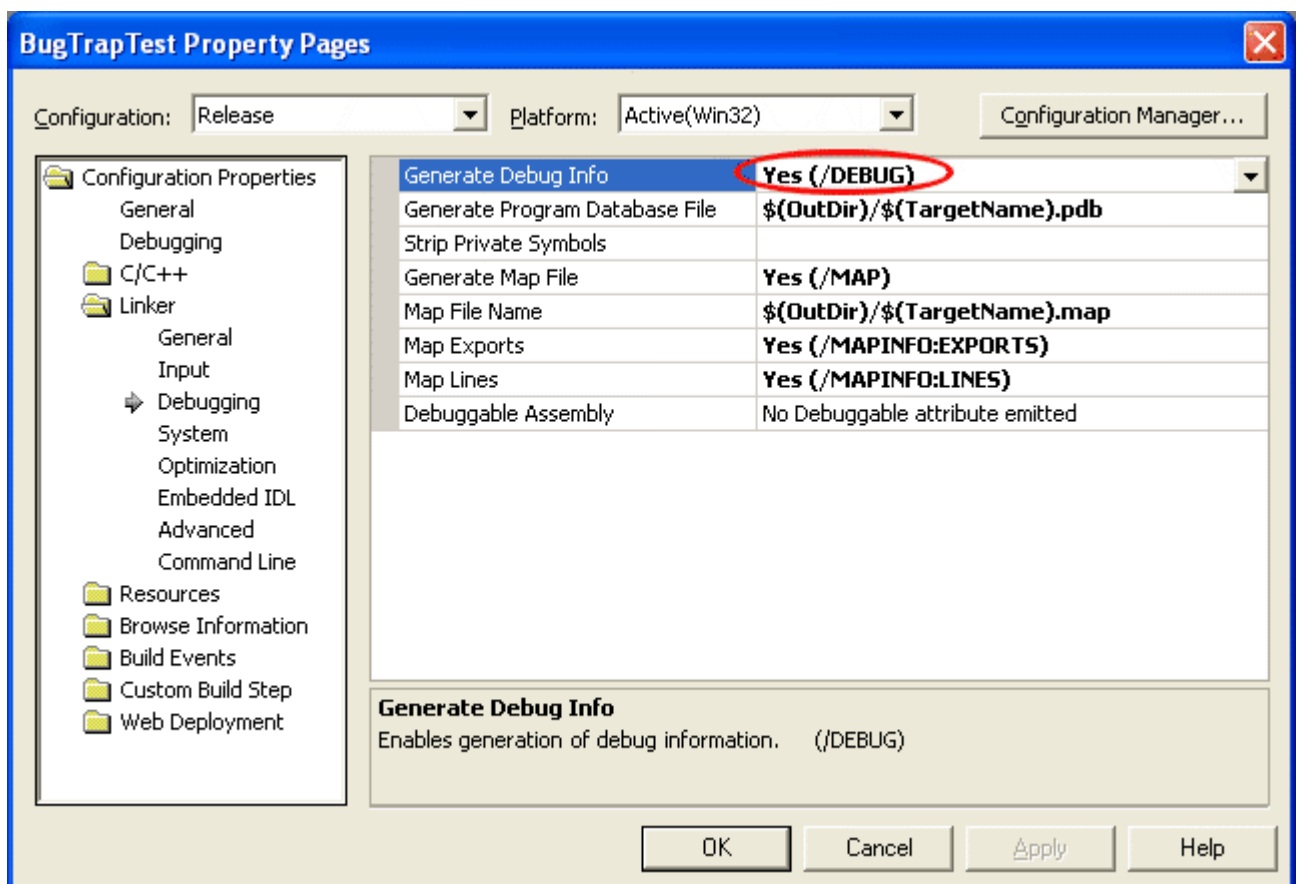 BugTrapTest Property Pages
Configuration: Release Platform: Active(Win32) Configuration Manager...
Configuration Properties
General
Debugging
C/C++
Linker
General
Input
Debugging
System
Optimization
Embedded IDL
Advanced
Command Line
Resources
Browse Information
Build Events
Custom Build Step
Web Deployment
Generate Debug Info Yes (/DEBUG)
Generate Program Database File $(OutDir)/$(TargetName).pdb
Strip Private Symbols
Generate Map File Yes (/MAP)
Map File Name $(OutDir)/$(TargetName).map
Map Exports Yes (/MAPINFO:EXPORTS)
Map Lines Yes (/MAPINFO:LINES)
Debuggable Assembly No Debuggable attribute emitted
Generate Debug Info
Enables generation of debug information. (/DEBUG)
OK Cancel Apply Help